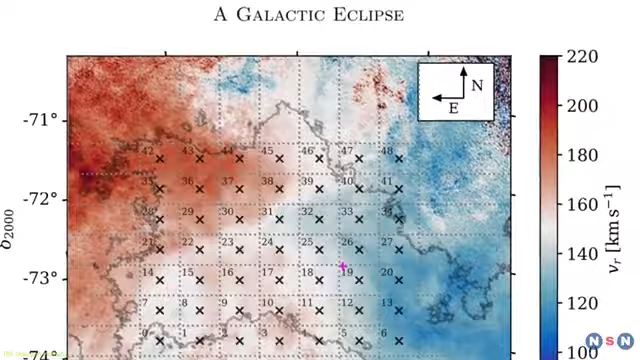 A GALACTIC ECLIPSE
220
N
E
-71°
200
42 43 44 45 46 47 48
180
35 36 37 38 39 40 41
-72°
28 29 30 31 32 33 34
160
21 22 23 24 25 26 27
140
-73°
14 15 16 17 18 19 20
7 8 9 10 11 12 13
120
0 1 2 3 5 6
-74°
100
δ2000
vr [km s⁻¹]
NSN